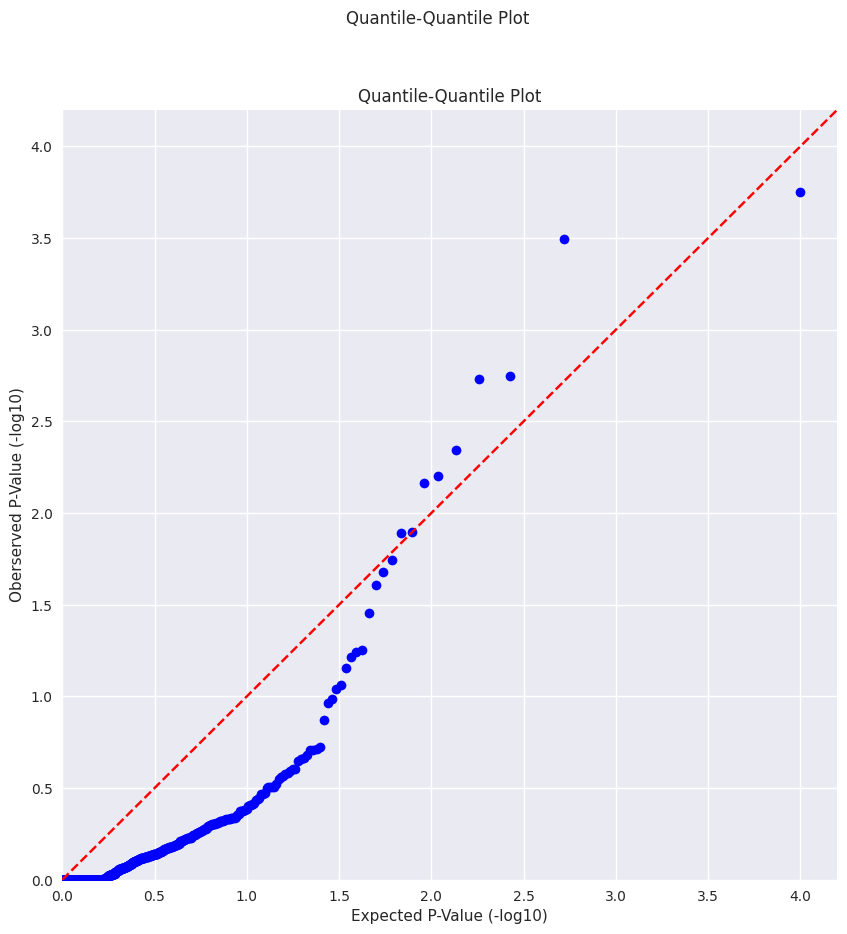 Quantile-Quantile Plot
Quantile-Quantile Plot
4.0
3.5
3.0
2.5
2.0
1.5
1.0
0.5
0.0
Oberserved P-Value (-log10)
0.0 0.5 1.0 1.5 2.0 2.5 3.0 3.5 4.0
Expected P-Value (-log10)